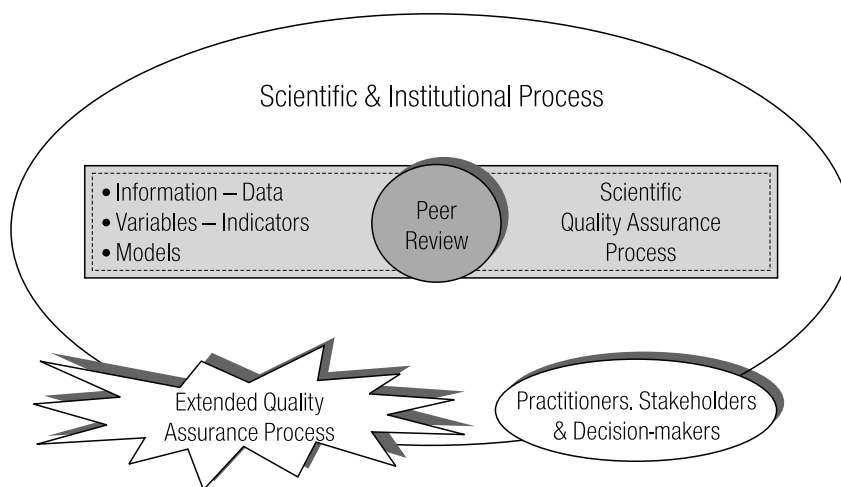 Scientific & Institutional Process
• Information – Data
• Variables – Indicators
• Models
Peer
Review
Scientific
Quality Assurance
Process
Extended Quality
Assurance Process
Practitioners. Stakeholders
& Decision-makers